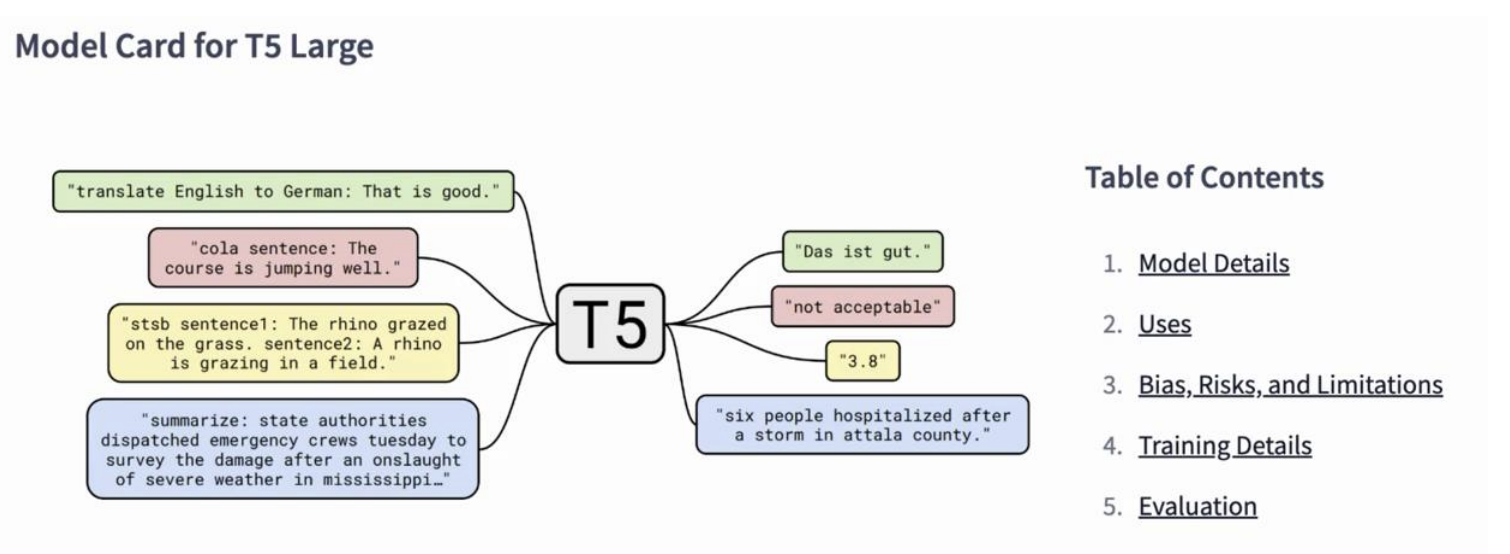 Model Card for T5 Large
"translate English to German: That is good."
"cola sentence: The
course is jumping well."
"stsb sentence1: The rhino grazed
on the grass. sentence2: A rhino
is grazing in a field."
"summarize: state authorities
dispatched emergency crews tuesday to
survey the damage after an onslaught
of severe weather in mississippi…"
T5
"Das ist gut."
"not acceptable"
"3.8"
"six people hospitalized after
a storm in attala county."
Table of Contents
1. Model Details
2. Uses
3. Bias, Risks, and Limitations
4. Training Details
5. Evaluation